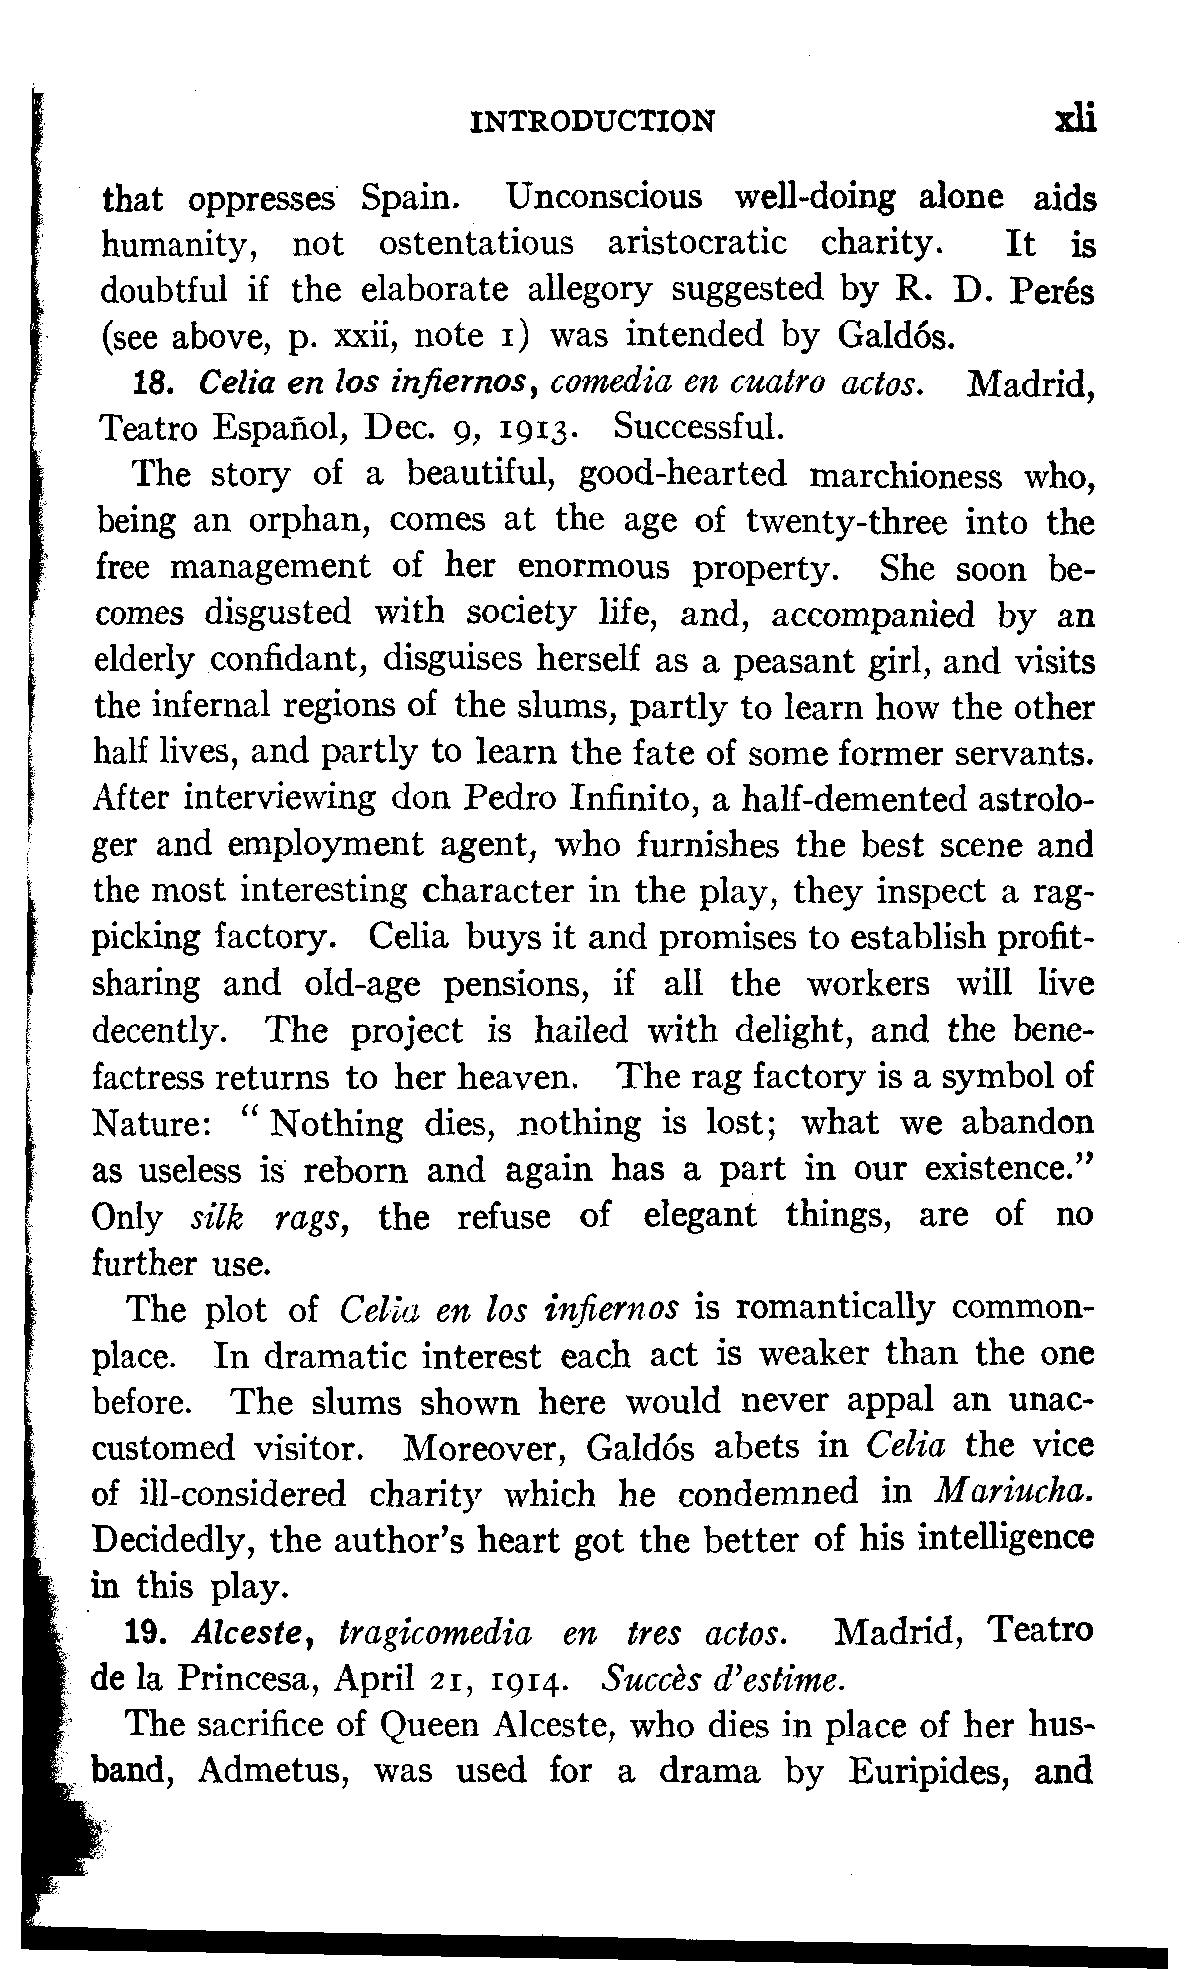 INTRODUCTION xli
that oppresses Spain. Unconscious well-doing alone aids
humanity, not ostentatious aristocratic charity. It is
doubtful if the elaborate allegory suggested by R. D. Perés
(see above, p. xxii, note 1) was intended by Galdós.
18. Celia en los infiernos, comedia en cuatro actos. Madrid,
Teatro Español, Dec. 9, 1913. Successful.
The story of a beautiful, good-hearted marchioness who,
being an orphan, comes at the age of twenty-three into the
free management of her enormous property. She soon be-
comes disgusted with society life, and, accompanied by an
elderly confidant, disguises herself as a peasant girl, and visits
the infernal regions of the slums, partly to learn how the other
half lives, and partly to learn the fate of some former servants.
After interviewing don Pedro Infinito, a half-demented astrolo-
ger and employment agent, who furnishes the best scene and
the most interesting character in the play, they inspect a rag-
picking factory. Celia buys it and promises to establish profit-
sharing and old-age pensions, if all the workers will live
decently. The project is hailed with delight, and the bene-
factress returns to her heaven. The rag factory is a symbol of
Nature: “Nothing dies, nothing is lost; what we abandon
as useless is reborn and again has a part in our existence.”
Only silk rags, the refuse of elegant things, are of no
further use.
The plot of Celia en los infiernos is romantically common-
place. In dramatic interest each act is weaker than the one
before. The slums shown here would never appal an unac-
customed visitor. Moreover, Galdós abets in Celia the vice
of ill-considered charity which he condemned in Mariucha.
Decidedly, the author's heart got the better of his intelligence
in this play.
19. Alceste, tragicomedia en tres actos. Madrid, Teatro
de la Princesa, April 21, 1914. Succès d'estime.
The sacrifice of Queen Alceste, who dies in place of her hus-
band, Admetus, was used for a drama by Euripides, and